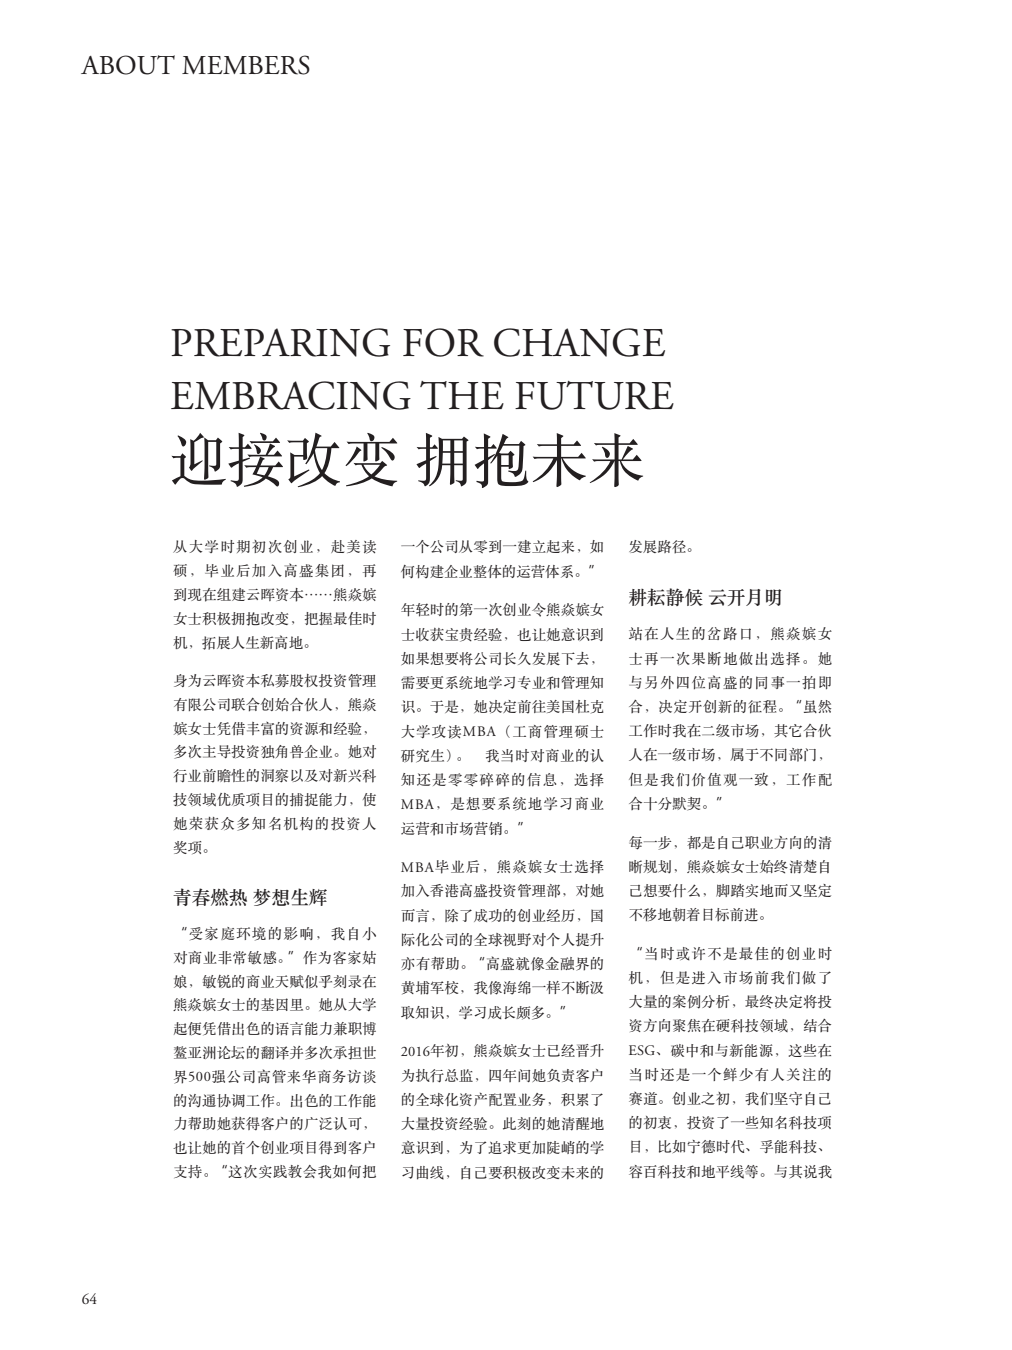 ABOUT MEMBERS
PREPARING FOR CHANGE
EMBRACING THE FUTURE
迎接改变 拥抱未来
从大学时期初次创业，赴美读
硕，毕业后加入高盛集团，再
到现在组建云晖资本……熊焱嫔
女士积极拥抱改变，把握最佳时
机，拓展人生新高地。
身为云晖资本私募股权投资管理
有限公司联合创始合伙人，熊焱
嫔女士凭借丰富的资源和经验，
多次主导投资独角兽企业。她对
行业前瞻性的洞察以及对新兴科
技领域优质项目的捕捉能力，使
她荣获众多知名机构的投资人
奖项。
青春燃热 梦想生辉
“受家庭环境的影响，我自小
对商业非常敏感。”作为客家姑
娘，敏锐的商业天赋似乎刻录在
熊焱嫔女士的基因里。她从大学
起便凭借出色的语言能力兼职博
鳌亚洲论坛的翻译并多次承担世
界500强公司高管来华商务访谈
的沟通协调工作。出色的工作能
力帮助她获得客户的广泛认可，
也让她的首个创业项目得到客户
支持。“这次实践教会我如何把
一个公司从零到一建立起来，如
何构建企业整体的运营体系。”
年轻时的第一次创业令熊焱嫔女
士收获宝贵经验，也让她意识到
如果想要将公司长久发展下去，
需要更系统地学习专业和管理知
识。于是，她决定前往美国杜克
大学攻读MBA（工商管理硕士
研究生）。 我当时对商业的认
知还是零零碎碎的信息，选择
MBA，是想要系统地学习商业
运营和市场营销。”
MBA毕业后，熊焱嫔女士选择
加入香港高盛投资管理部，对她
而言，除了成功的创业经历，国
际化公司的全球视野对个人提升
亦有帮助。“高盛就像金融界的
黄埔军校，我像海绵一样不断汲
取知识，学习成长颇多。”
2016年初，熊焱嫔女士已经晋升
为执行总监，四年间她负责客户
的全球化资产配置业务，积累了
大量投资经验。此刻的她清醒地
意识到，为了追求更加陡峭的学
习曲线，自己要积极改变未来的
发展路径。
耕耘静候 云开月明
站在人生的岔路口，熊焱嫔女
士再一次果断地做出选择。她
与另外四位高盛的同事一拍即
合，决定开创新的征程。“虽然
工作时我在二级市场，其它合伙
人在一级市场，属于不同部门，
但是我们价值观一致，工作配
合十分默契。”
每一步，都是自己职业方向的清
晰规划，熊焱嫔女士始终清楚自
己想要什么，脚踏实地而又坚定
不移地朝着目标前进。
“当时或许不是最佳的创业时
机，但是进入市场前我们做了
大量的案例分析，最终决定将投
资方向聚焦在硬科技领域，结合
ESG、碳中和与新能源，这些在
当时还是一个鲜少有人关注的
赛道。创业之初，我们坚守自己
的初衷，投资了一些知名科技项
目，比如宁德时代、孚能科技、
容百科技和地平线等。与其说我
64